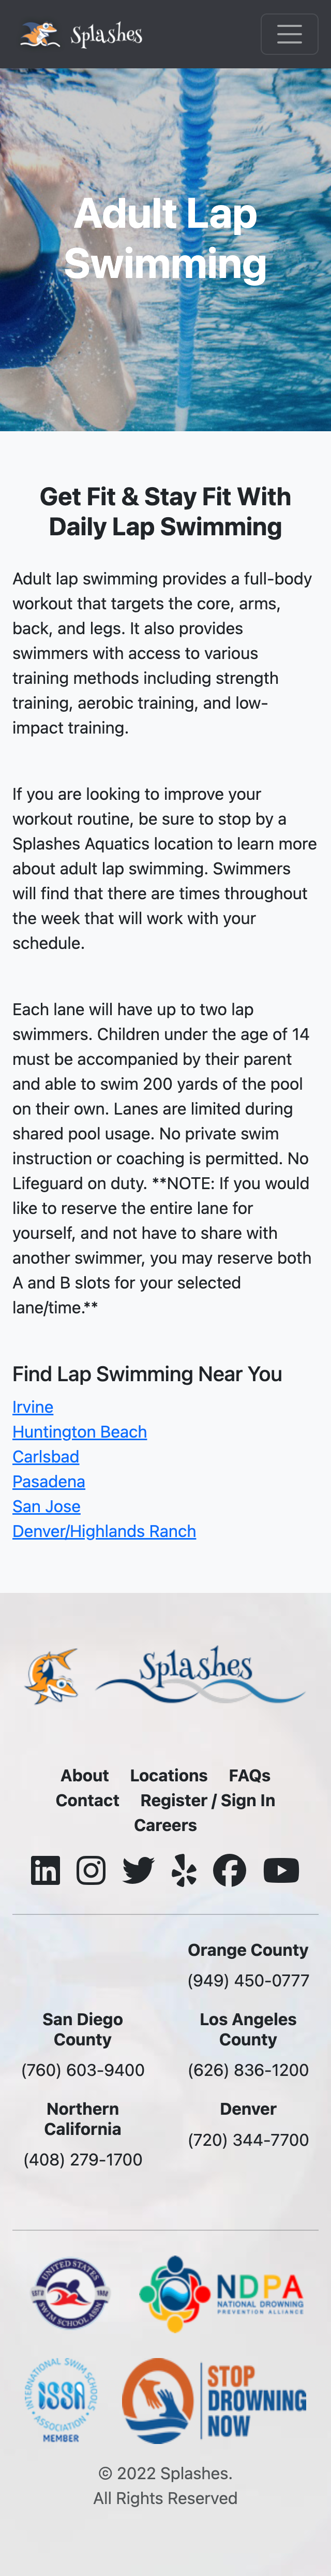 Splashes
Adult Lap
Swimming
Get Fit & Stay Fit With
Daily Lap Swimming
Adult lap swimming provides a full-body
workout that targets the core, arms,
back, and legs. It also provides
swimmers with access to various
training methods including strength
training, aerobic training, and low-
impact training.
If you are looking to improve your
workout routine, be sure to stop by a
Splashes Aquatics location to learn more
about adult lap swimming. Swimmers
will find that there are times throughout
the week that will work with your
schedule.
Each lane will have up to two lap
swimmers. Children under the age of 14
must be accompanied by their parent
and able to swim 200 yards of the pool
on their own. Lanes are limited during
shared pool usage. No private swim
instruction or coaching is permitted. No
Lifeguard on duty. **NOTE: If you would
like to reserve the entire lane for
yourself, and not have to share with
another swimmer, you may reserve both
A and B slots for your selected
lane/time.**
Find Lap Swimming Near You
Irvine
Huntington Beach
Carlsbad
Pasadena
San Jose
Denver/Highlands Ranch
Splashes
About Locations FAQs
Contact Register / Sign In
Careers
Orange County
(949) 450-0777
San Diego
County
(760) 603-9400
Los Angeles
County
(626) 836-1200
Northern
California
(408) 279-1700
Denver
(720) 344-7700
UNITED STATES
SWIM SCHOOL ASSN
ESTD 1988
NDPA
NATIONAL DROWNING
PREVENTION ALLIANCE
INTERNATIONAL SWIM SCHOOLS
ISSA
ASSOCIATION
MEMBER
STOP
DROWNING
NOW
© 2022 Splashes.
All Rights Reserved